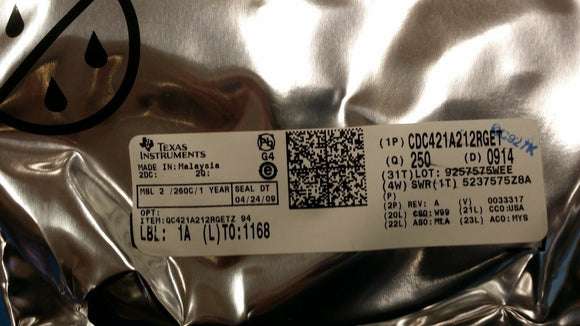 TEXAS
INSTRUMENTS
MADE IN: Malaysia
2DC: 2Q:
Pb
G4
e
MSL 2 /260C/1 YEAR
SEAL DT
04/24/09
OPT:
ITEM:QC421A212RGETZ 94
LBL: 1A (L)TO:1168
(1P) CDC421A212RGET
(Q) 250 (D) 0914
(31T)LOT: 9257575WEE
(4W) SWR(1T) 5237575Z8A
(P)
(2P) REV: A (V) 0033317
(20L) CSO:W99 (21L) CCO:USA
(22L) ASO:MLA (23L) ACO:MYS